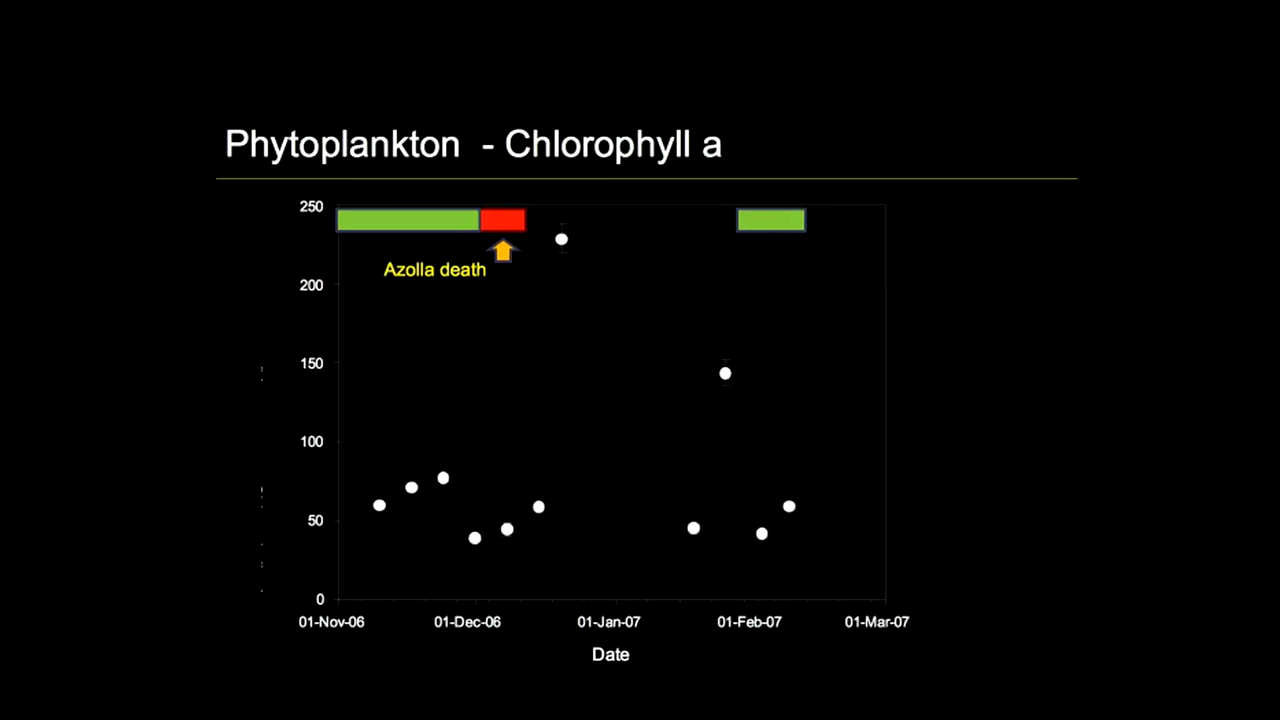 Phytoplankton - Chlorophyll a
250
Azolla death
200
150
100
50
0
01-Nov-06 01-Dec-06 01-Jan-07 01-Feb-07 01-Mar-07
Date